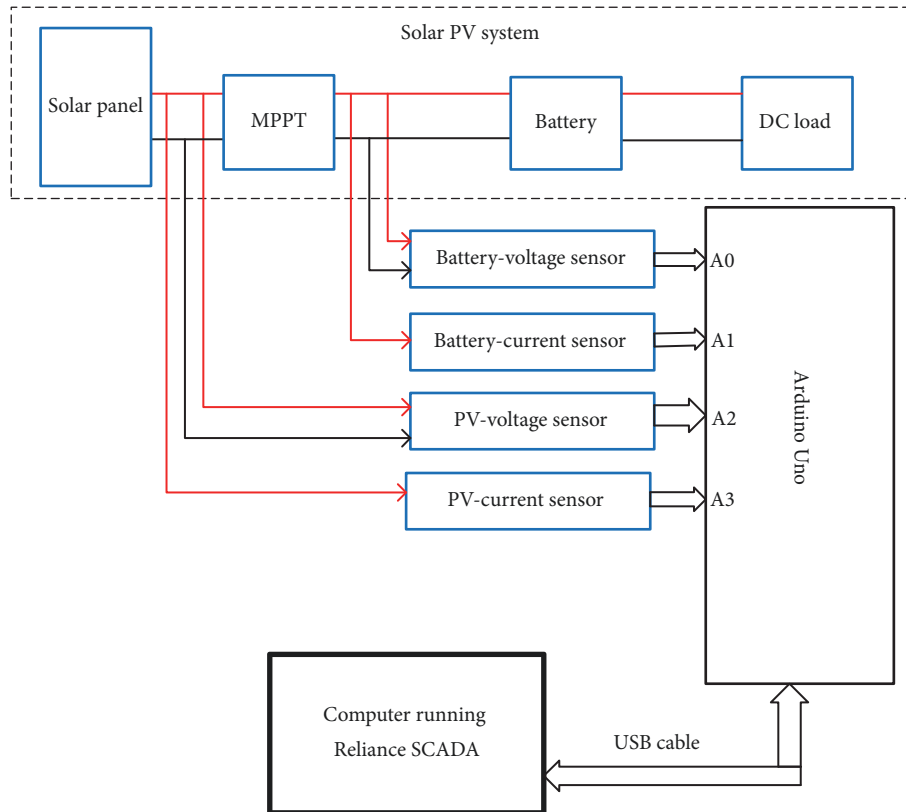 Solar PV system
Solar panel
MPPT
Battery
DC load
Battery-voltage sensor
A0
Battery-current sensor
A1
PV-voltage sensor
A2
PV-current sensor
A3
Arduino Uno
Computer running
Reliance SCADA
USB cable